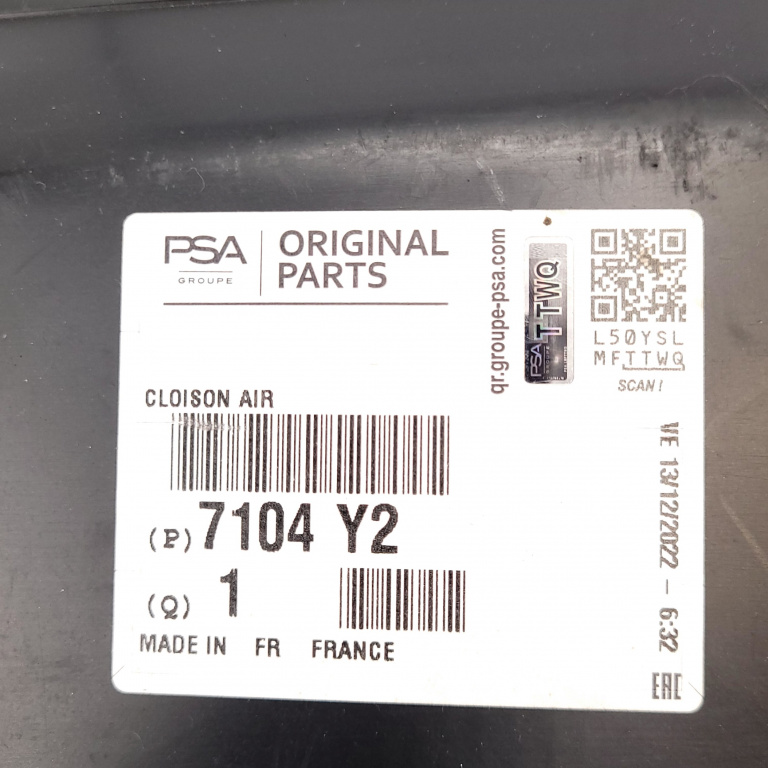 PSA
GROUPE
ORIGINAL
PARTS
qr.groupe-psa.com
PSA
TTWQ
L50YSL
MFTTWQ
SCAN!
CLOISON AIR
(P) 7104 Y2
(Q) 1
MADE IN FR FRANCE
VE 13/12/2022 - 6:32
EAC